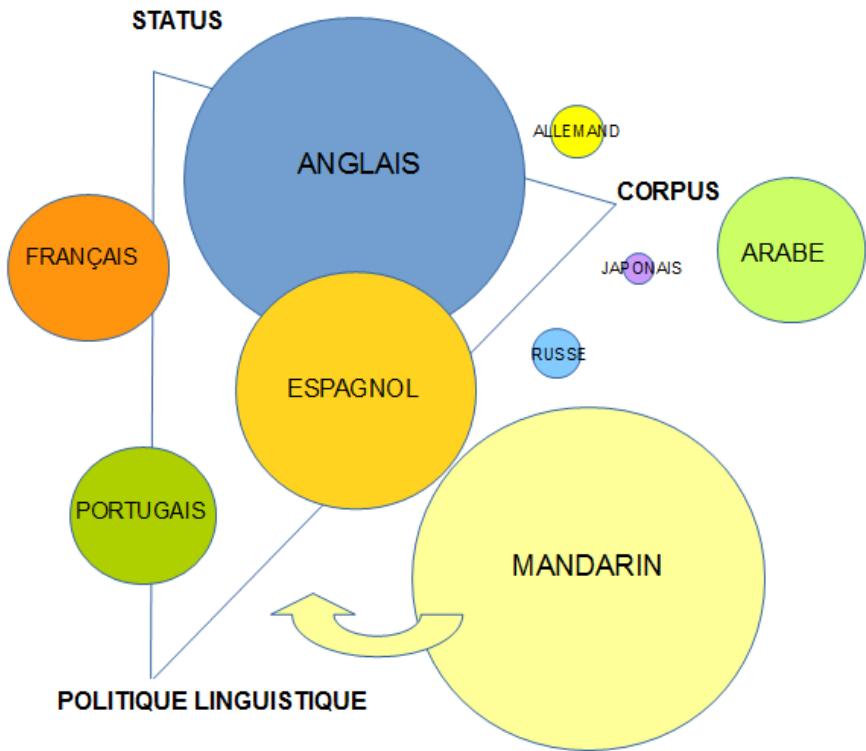 STATUS
ALLEMAND
ANGLAIS
CORPUS
FRANÇAIS
ARABE
JAPONAIS
RUSSE
ESPAGNOL
PORTUGAIS
MANDARIN
POLITIQUE LINGUISTIQUE